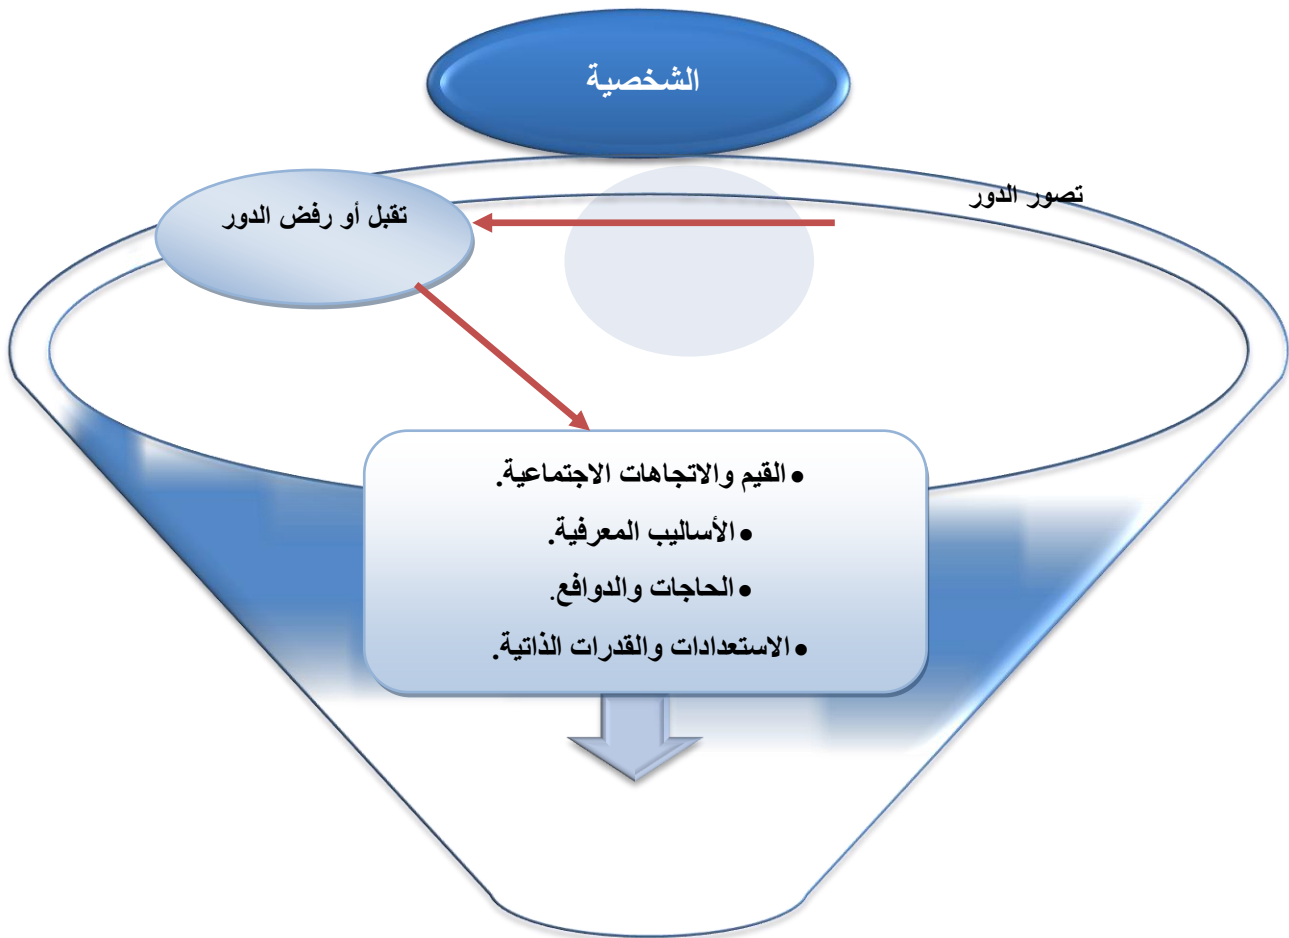 الشخصية
تصور الدور
تقبل أو رفض الدور
• القيم والاتجاهات الاجتماعية.
• الأساليب المعرفية.
• الحاجات والدوافع.
• الاستعدادات والقدرات الذاتية.